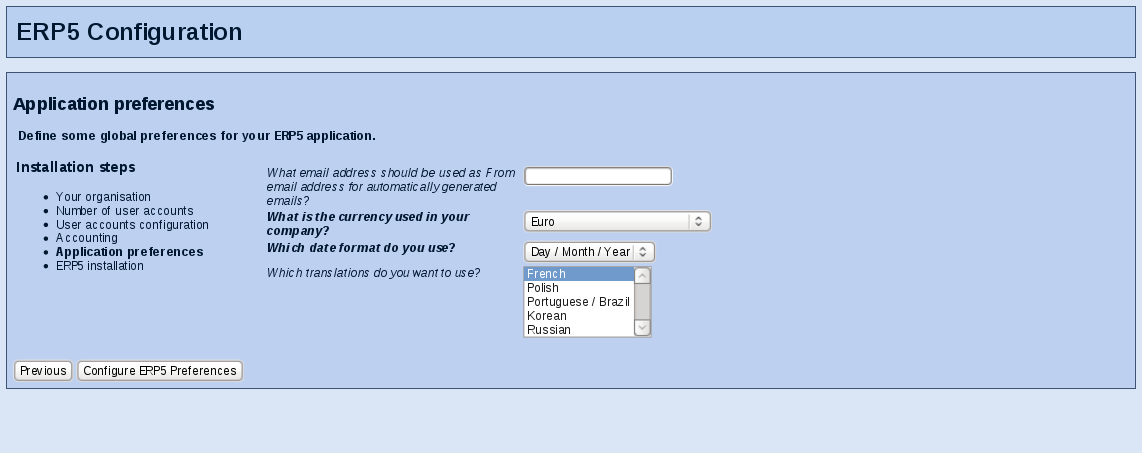 ERP5 Configuration
Application preferences
Define some global preferences for your ERP5 application.
Installation steps
Your organisation
Number of user accounts
User accounts configuration
Accounting
Application preferences
ERP5 installation
What email address should be used as From
email address for automatically generated
emails?
What is the currency used in your
company?
Euro
Which date format do you use?
Day / Month / Year
Which translations do you want to use?
French
Polish
Portuguese / Brazil
Korean
Russian
Previous
Configure ERP5 Preferences